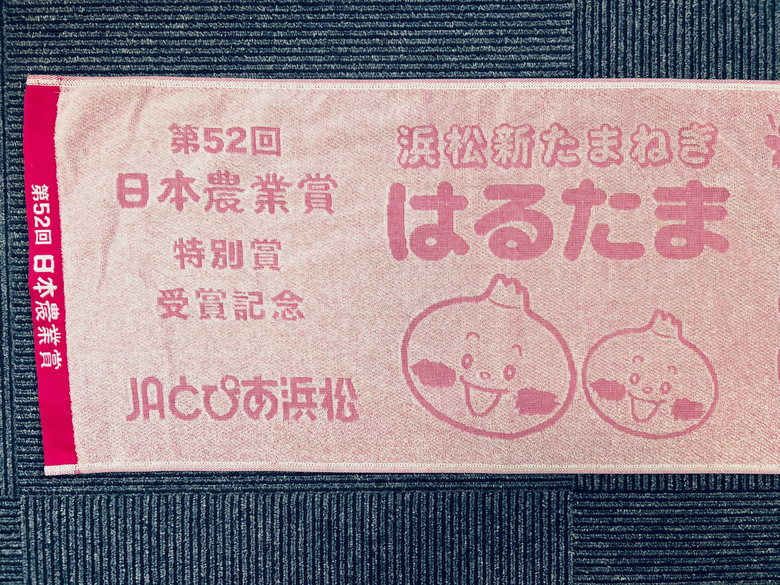 第52回 日本農業賞
第52回
日本農業賞
特別賞
受賞記念
JAとぴあ浜松
浜松新たまねぎ
はるたま